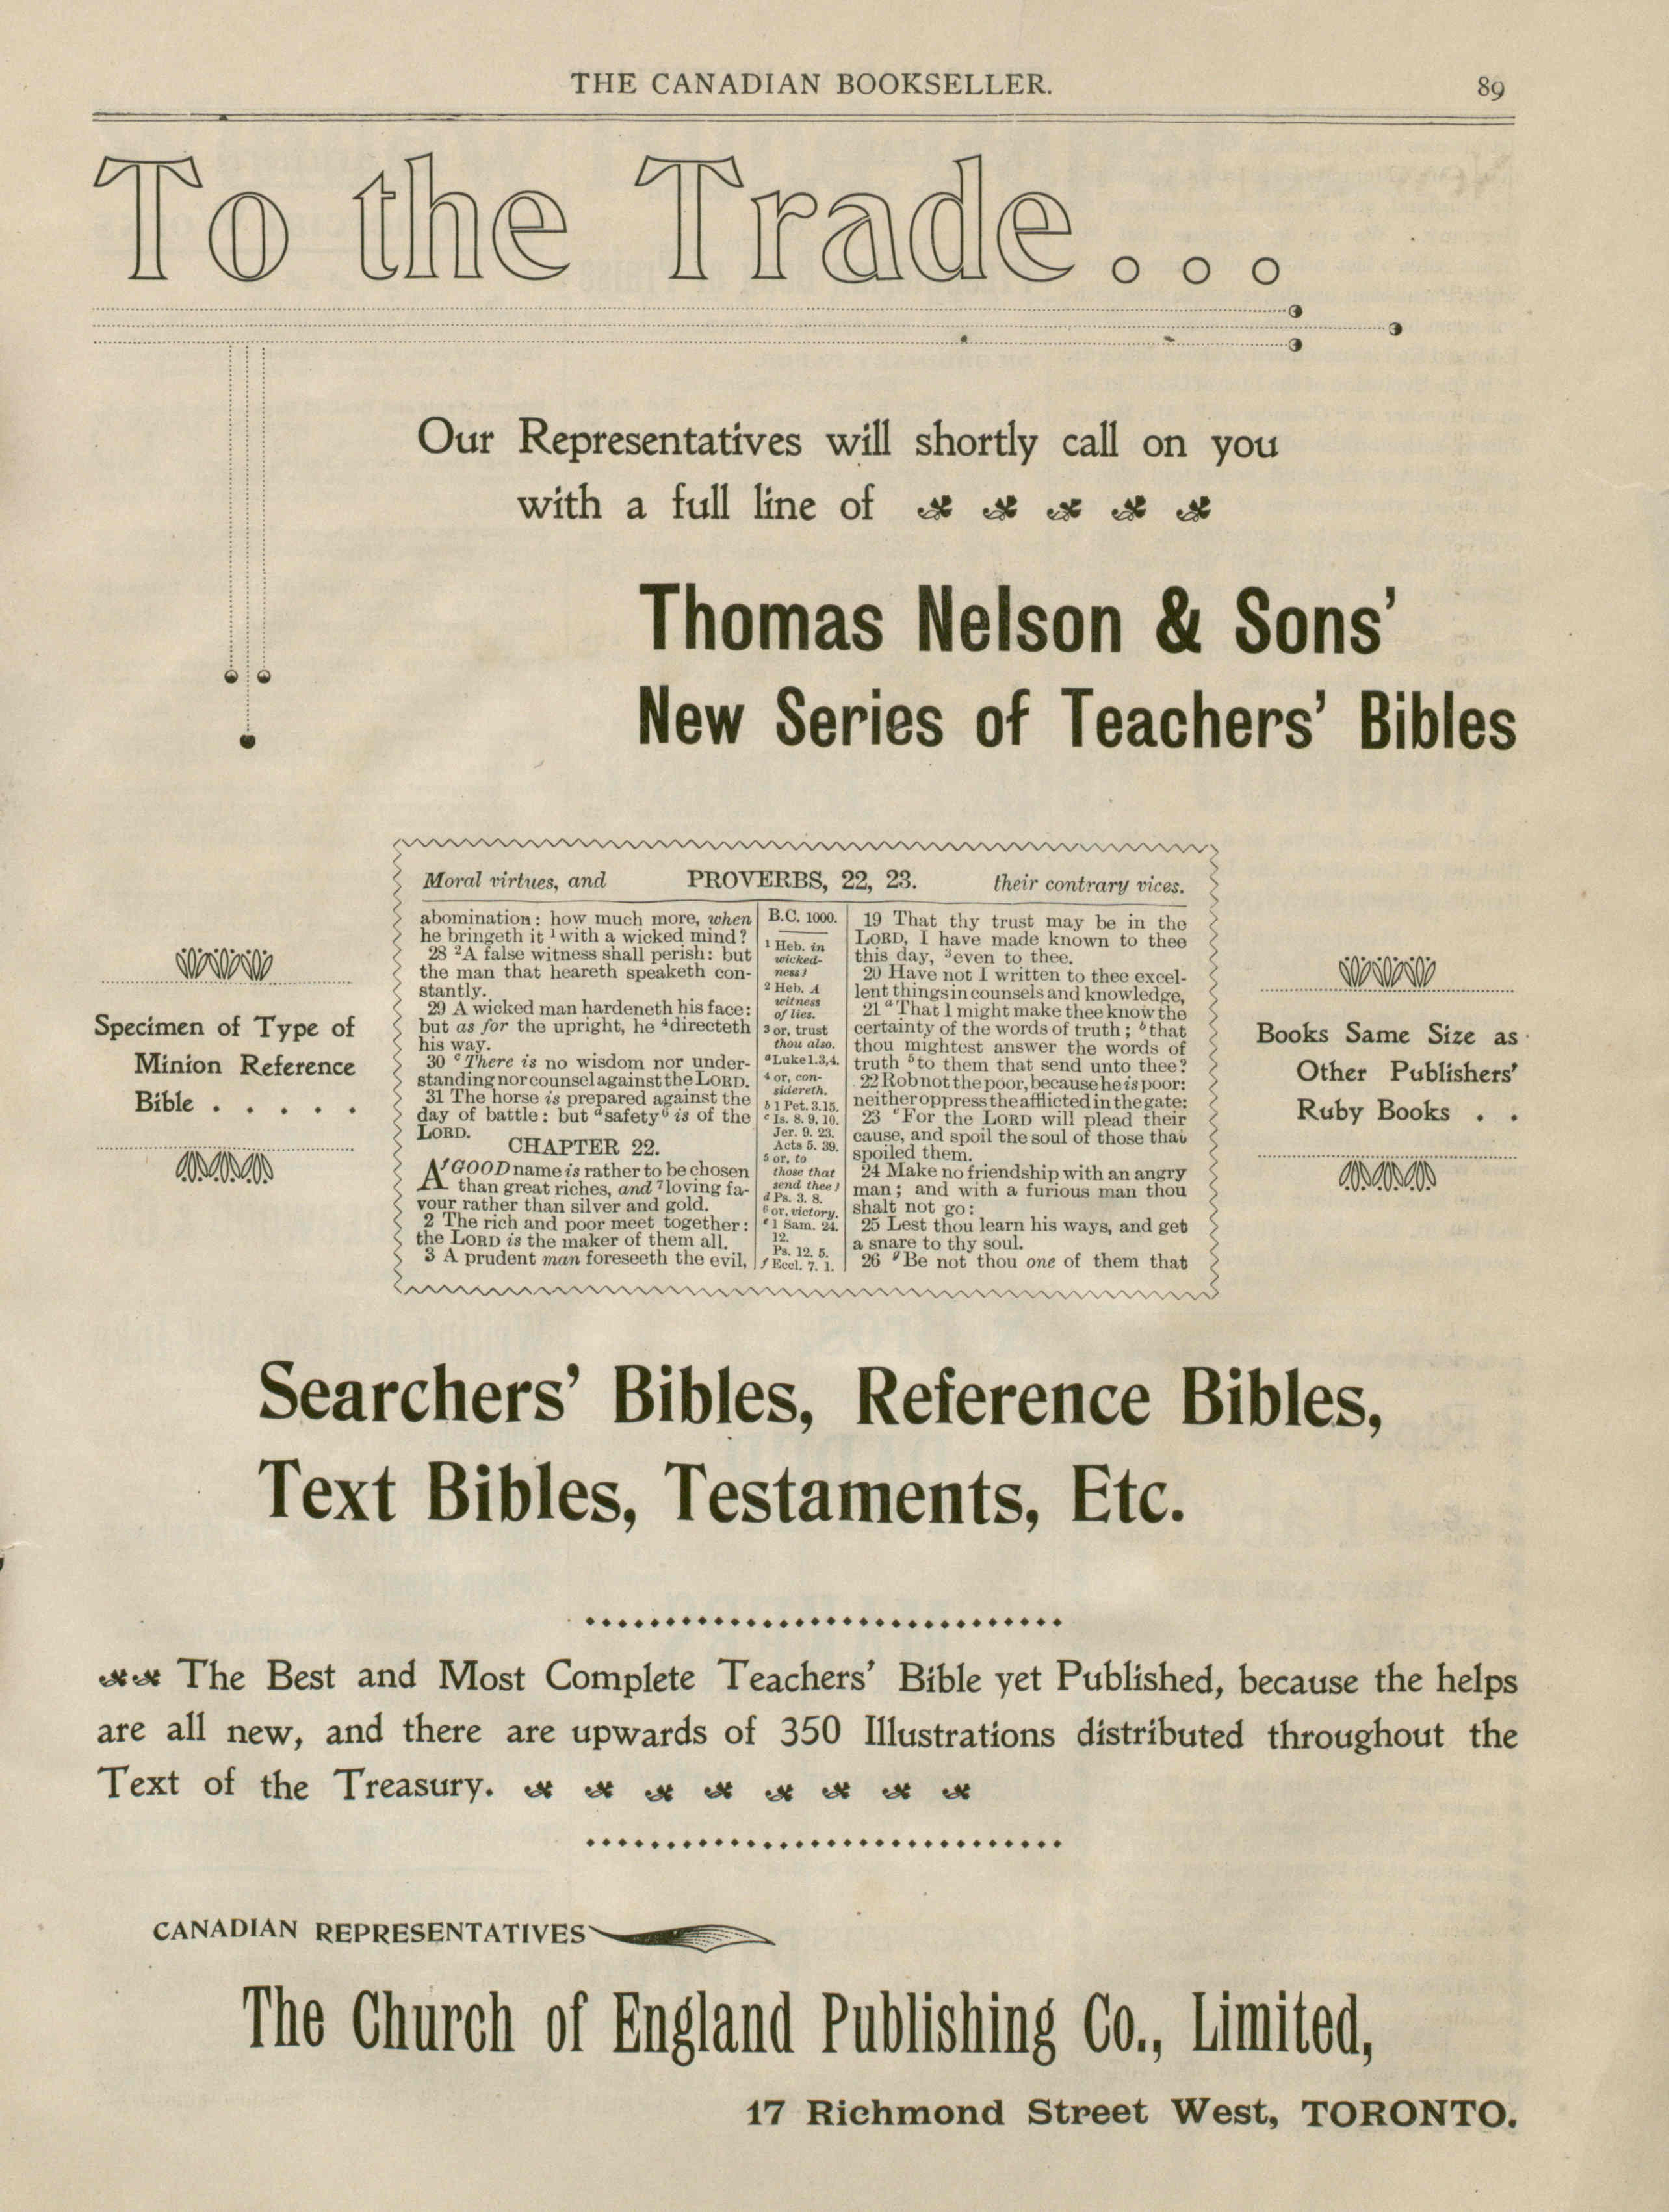 THE CANADIAN BOOKSELLER. 89
To the Trade...
Our Representatives will shortly call on you
with a full line of
Thomas Nelson & Sons'
New Series of Teachers' Bibles
Specimen of Type of
Minion Reference
Bible . . . . .
Moral virtues, and PROVERBS, 22, 23. their contrary vices.
abomination: how much more, when
he bringeth it ¹with a wicked mind?
28 ²A false witness shall perish: but
the man that heareth speaketh con-
stantly.
29 A wicked man hardeneth his face:
but as for the upright, he ⁴directeth
his way.
30 ᶜThere is no wisdom nor under-
standing nor counsel against the LORD.
31 The horse is prepared against the
day of battle: but ᵈsafety⁶ is of the
LORD.
CHAPTER 22.
A ᶠGOOD name is rather to be chosen
than great riches, and ⁷loving fa-
vour rather than silver and gold.
2 The rich and poor meet together:
the LORD is the maker of them all.
3 A prudent man foreseeth the evil,
B.C. 1000.
1 Heb. in
wicked-
ness?
2 Heb. A
witness
of lies.
3 or, trust
thou also.
a Luke 1.3,4.
4 or, con-
sidereth.
b 1 Pet. 3.15.
c Is. 8. 9, 10.
Jer. 9. 23.
Acts 5. 39.
5 or, to
those that
send thee?
d Ps. 3. 8.
6 or, victory.
e 1 Sam. 24.
12.
Ps. 12. 5.
f Eccl. 7. 1.
19 That thy trust may be in the
LORD, I have made known to thee
this day, ³even to thee.
20 Have not I written to thee excel-
lent things in counsels and knowledge,
21 ᵃThat I might make thee know the
certainty of the words of truth; ᵇthat
thou mightest answer the words of
truth ⁵to them that send unto thee?
22 Rob not the poor, because he is poor:
neither oppress the afflicted in the gate:
23 ᵉFor the LORD will plead their
cause, and spoil the soul of those that
spoiled them.
24 Make no friendship with an angry
man; and with a furious man thou
shalt not go:
25 Lest thou learn his ways, and get
a snare to thy soul.
26 ᵍBe not thou one of them that
Books Same Size as
Other Publishers'
Ruby Books . .
Searchers' Bibles, Reference Bibles,
Text Bibles, Testaments, Etc.
The Best and Most Complete Teachers' Bible yet Published, because the helps
are all new, and there are upwards of 350 Illustrations distributed throughout the
Text of the Treasury.
CANADIAN REPRESENTATIVES
The Church of England Publishing Co., Limited,
17 Richmond Street West, TORONTO.